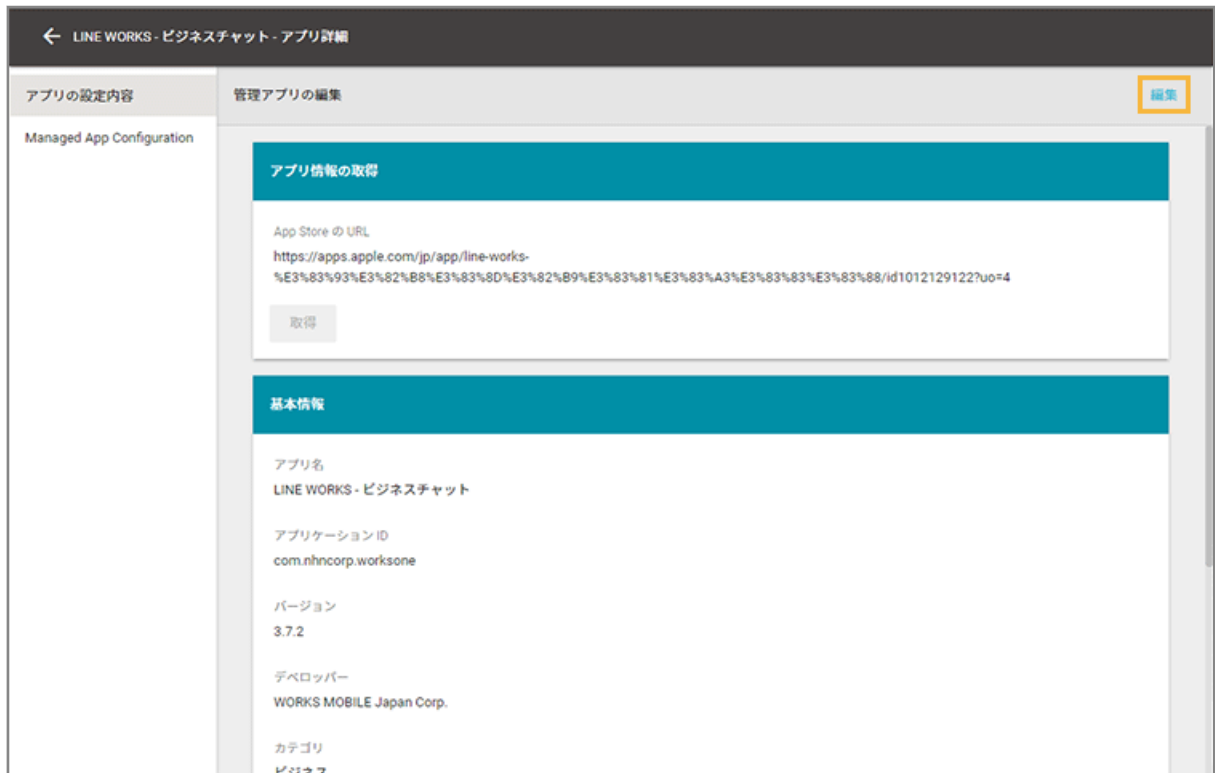 ← LINE WORKS - ビジネスチャット - アプリ詳細
アプリの設定内容
管理アプリの編集
編集
Managed App Configuration
アプリ情報の取得
App Store の URL
https://apps.apple.com/jp/app/line-works-
%E3%83%93%E3%82%B8%E3%83%8D%E3%82%B9%E3%83%81%E3%83%A3%E3%83%83%E3%83%88/id1012129122?uo=4
取得
基本情報
アプリ名
LINE WORKS - ビジネスチャット
アプリケーション ID
com.nhncorp.worksone
バージョン
3.7.2
デベロッパー
WORKS MOBILE Japan Corp.
カテゴリ
ビジネス